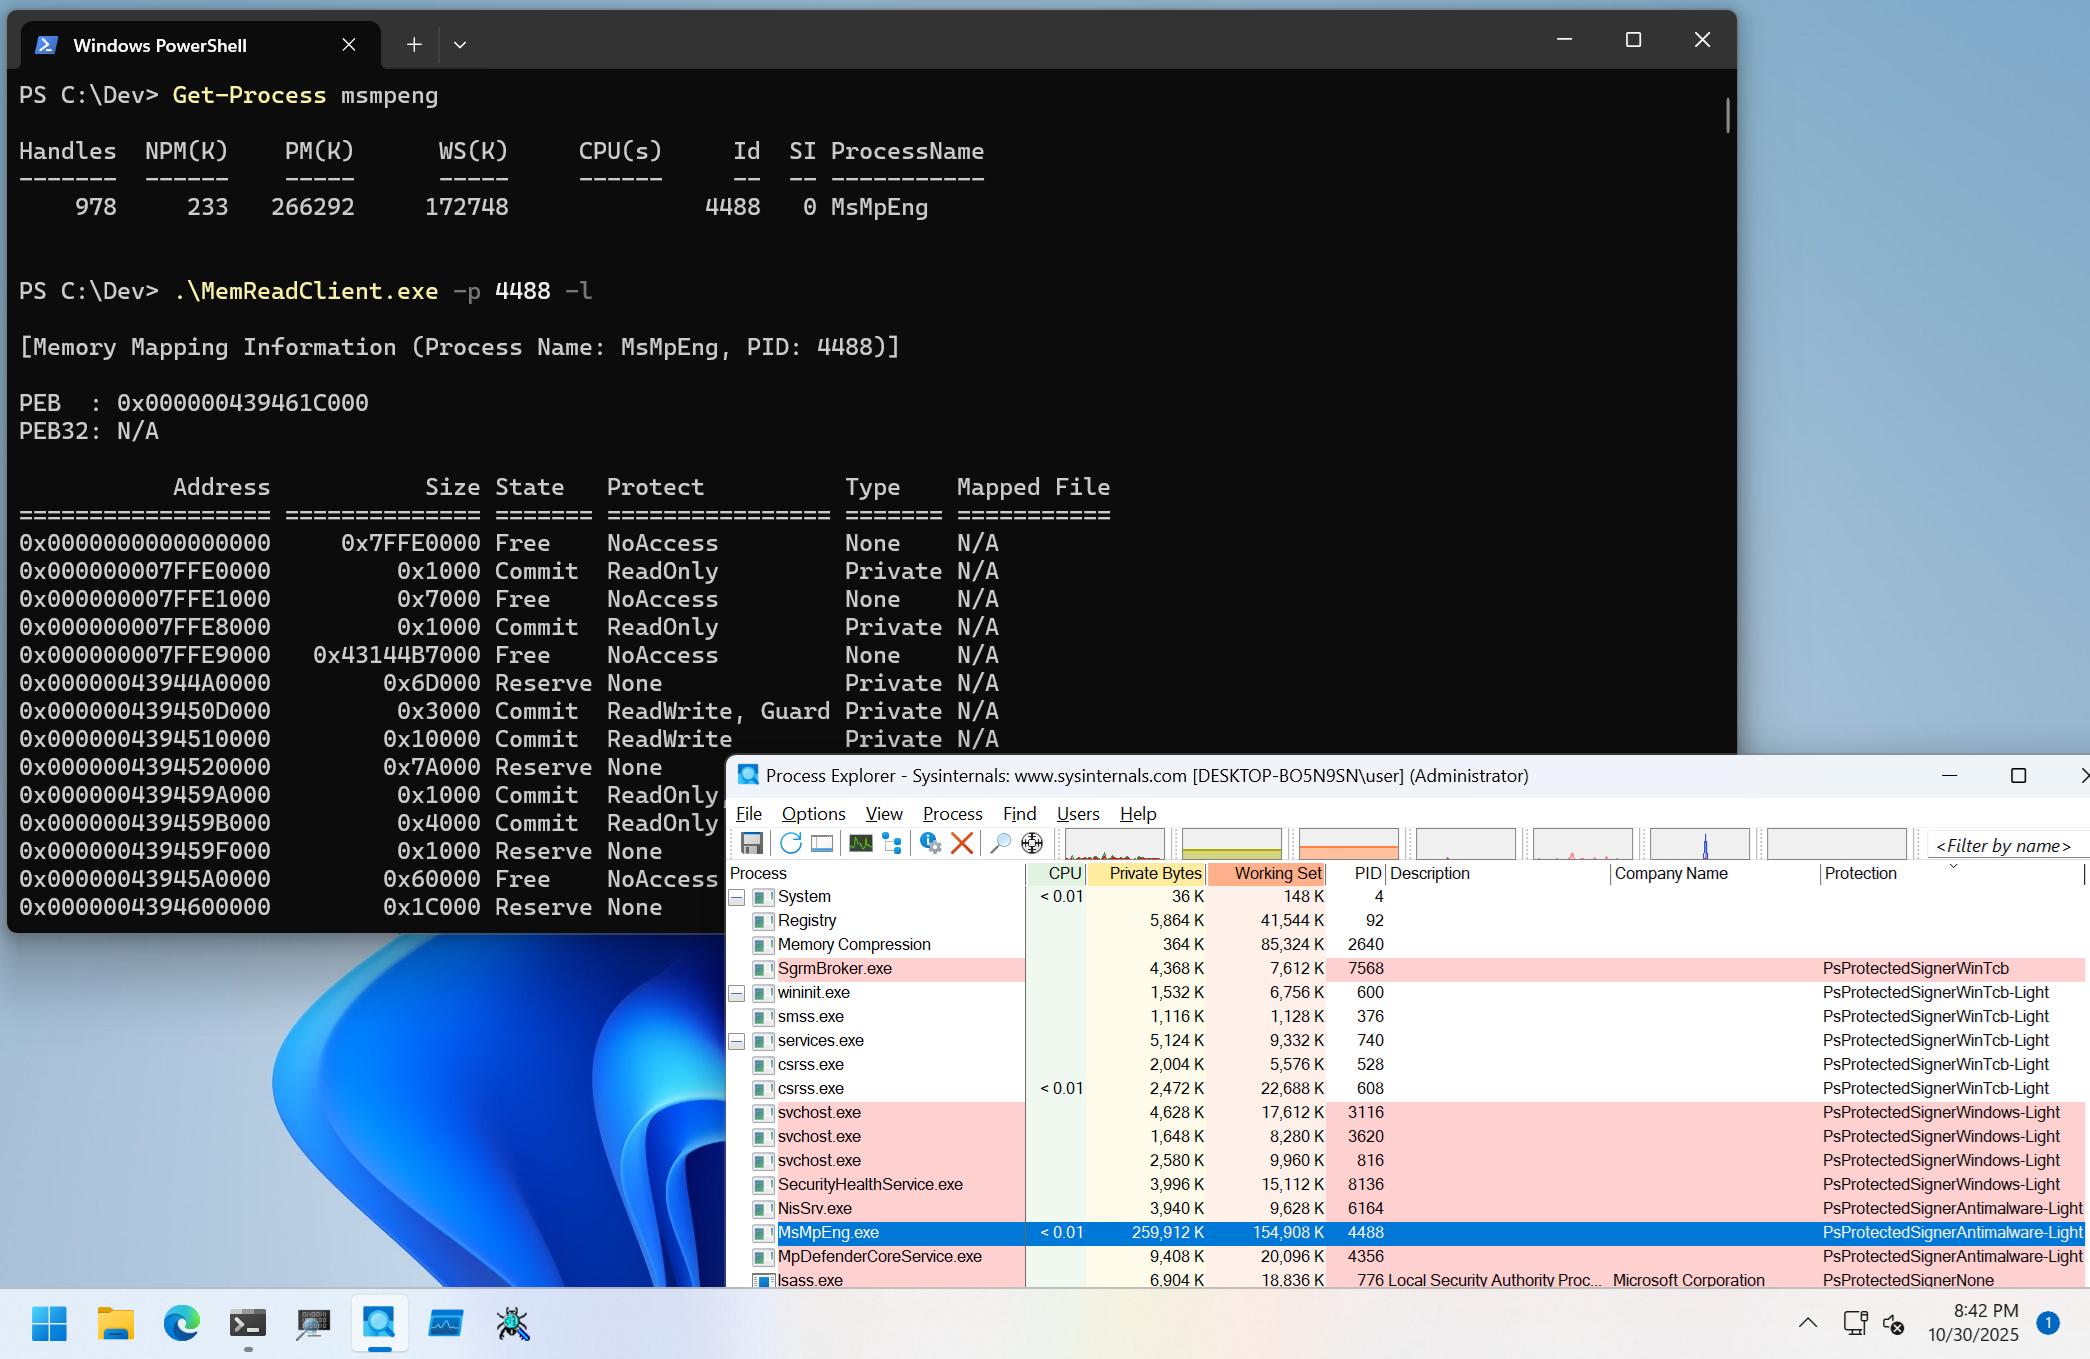 Windows PowerShell
PS C:\Dev> Get-Process msmpeng
Handles NPM(K) PM(K) WS(K) CPU(s) Id SI ProcessName
------- ------ ----- ----- ------ -- -- -----------
978 233 266292 172748 4488 0 MsMpEng
PS C:\Dev> .\MemReadClient.exe -p 4488 -l
[Memory Mapping Information (Process Name: MsMpEng, PID: 4488)]
PEB : 0x000000439461C000
PEB32: N/A
Address Size State Protect Type Mapped File
================== ============== ======= ================ ======= ===========
0x0000000000000000 0x7FFE0000 Free NoAccess None N/A
0x000000007FFE0000 0x1000 Commit ReadOnly Private N/A
0x000000007FFE1000 0x7000 Free NoAccess None N/A
0x000000007FFE8000 0x1000 Commit ReadOnly Private N/A
0x000000007FFE9000 0x43144B7000 Free NoAccess None N/A
0x00000043944A0000 0x6D000 Reserve None Private N/A
0x000000439450D000 0x3000 Commit ReadWrite, Guard Private N/A
0x0000004394510000 0x10000 Commit ReadWrite Private N/A
0x0000004394520000 0x7A000 Reserve None
0x000000439459A000 0x1000 Commit ReadOnly,
0x000000439459B000 0x4000 Commit ReadOnly
0x000000439459F000 0x1000 Reserve None
0x00000043945A0000 0x60000 Free NoAccess
0x0000004394600000 0x1C000 Reserve None
Process Explorer - Sysinternals: www.sysinternals.com [DESKTOP-BO5N9SN\user] (Administrator)
File Options View Process Find Users Help
<Filter by name>
Process CPU Private Bytes Working Set PID Description Company Name Protection
System < 0.01 36 K 148 K 4
Registry 5,864 K 41,544 K 92
Memory Compression 364 K 85,324 K 2640
SgrmBroker.exe 4,368 K 7,612 K 7568 PsProtectedSignerWinTcb
wininit.exe 1,532 K 6,756 K 600 PsProtectedSignerWinTcb-Light
smss.exe 1,116 K 1,128 K 376 PsProtectedSignerWinTcb-Light
services.exe 5,124 K 9,332 K 740 PsProtectedSignerWinTcb-Light
csrss.exe 2,004 K 5,576 K 528 PsProtectedSignerWinTcb-Light
csrss.exe < 0.01 2,472 K 22,688 K 608 PsProtectedSignerWinTcb-Light
svchost.exe 4,628 K 17,612 K 3116 PsProtectedSignerWindows-Light
svchost.exe 1,648 K 8,280 K 3620 PsProtectedSignerWindows-Light
svchost.exe 2,580 K 9,960 K 816 PsProtectedSignerWindows-Light
SecurityHealthService.exe 3,996 K 15,112 K 8136 PsProtectedSignerWindows-Light
NisSrv.exe 3,940 K 9,628 K 6164 PsProtectedSignerAntimalware-Light
MsMpEng.exe < 0.01 259,912 K 154,908 K 4488 PsProtectedSignerAntimalware-Light
MpDefenderCoreService.exe 9,408 K 20,096 K 4356 PsProtectedSignerAntimalware-Light
lsass.exe 6,904 K 18,836 K 776 Local Security Authority Proc... Microsoft Corporation PsProtectedSignerNone
8:42 PM
10/30/2025
1